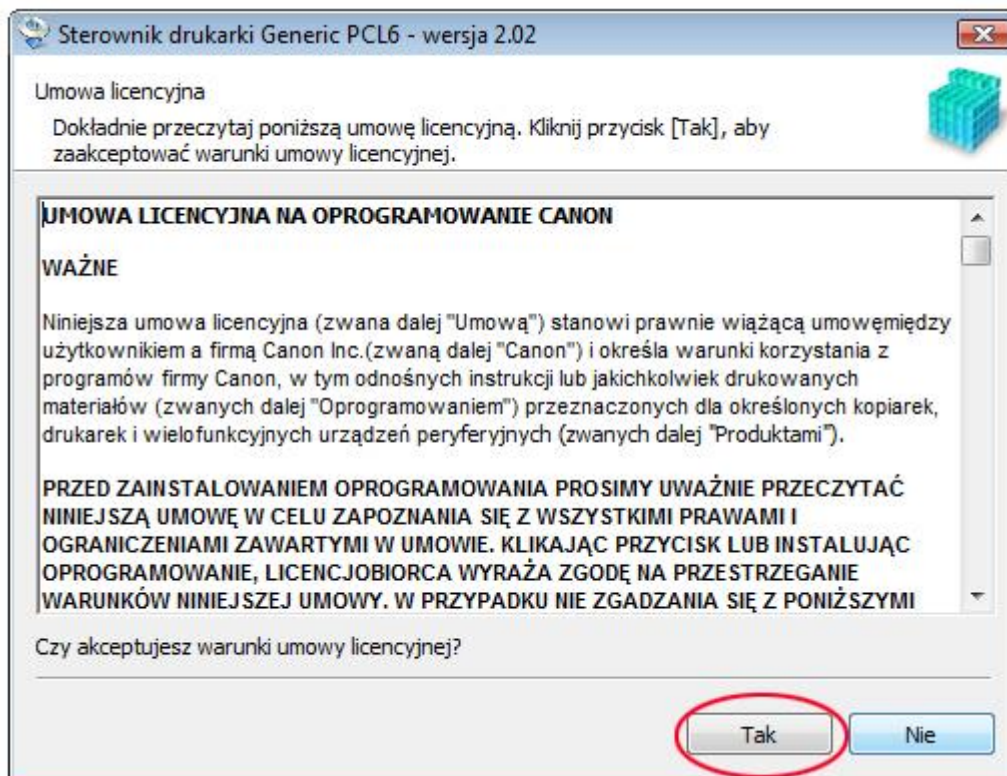 Sterownik drukarki Generic PCL6 - wersja 2.02
Umowa licencyjna
Dokładnie przeczytaj poniższą umowę licencyjną. Kliknij przycisk [Tak], aby
zaakceptować warunki umowy licencyjnej.
UMOWA LICENCYJNA NA OPROGRAMOWANIE CANON
WAŻNE
Niniejsza umowa licencyjna (zwana dalej "Umową") stanowi prawnie wiążącą umowęmiędzy
użytkownikiem a firmą Canon Inc.(zwaną dalej "Canon") i określa warunki korzystania z
programów firmy Canon, w tym odnośnych instrukcji lub jakichkolwiek drukowanych
materiałów (zwanych dalej "Oprogramowaniem") przeznaczonych dla określonych kopiarek,
drukarek i wielofunkcyjnych urządzeń peryferyjnych (zwanych dalej "Produktami").
PRZED ZAINSTALOWANIEM OPROGRAMOWANIA PROSIMY UWAŻNIE PRZECZYTAĆ
NINIEJSZĄ UMOWĘ W CELU ZAPOZNANIA SIĘ Z WSZYSTKIMI PRAWAMI I
OGRANICZENIAMI ZAWARTYMI W UMOWIE. KLIKAJĄC PRZYCISK LUB INSTALUJĄC
OPROGRAMOWANIE, LICENCJOBIORCA WYRAŻA ZGODĘ NA PRZESTRZEGANIE
WARUNKÓW NINIEJSZEJ UMOWY. W PRZYPADKU NIE ZGADZANIA SIĘ Z PONIŻSZYMI
Czy akceptujesz warunki umowy licencyjnej?
Tak
Nie